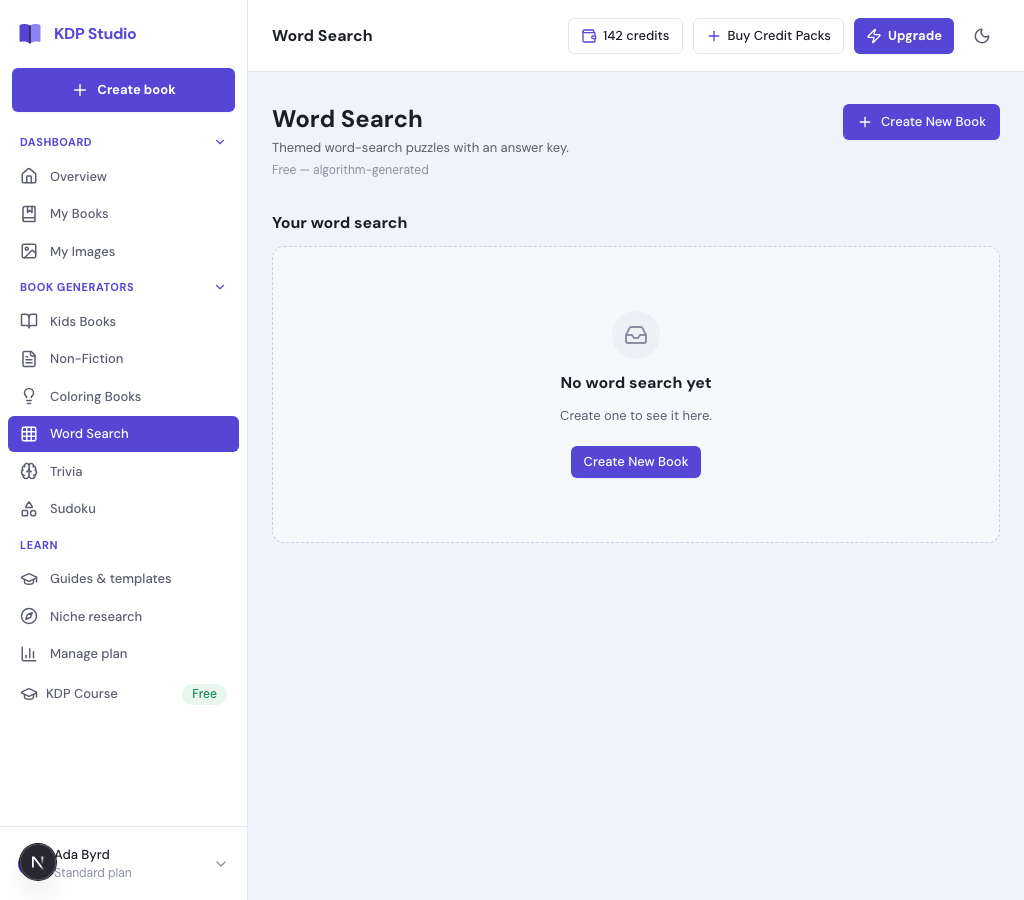 KDP Studio
Create book
DASHBOARD
Overview
My Books
My Images
BOOK GENERATORS
Kids Books
Non-Fiction
Coloring Books
Word Search
Trivia
Sudoku
LEARN
Guides & templates
Niche research
Manage plan
KDP Course Free
N
Ada Byrd
Standard plan
Word Search
142 credits
Buy Credit Packs
Upgrade
Word Search
Create New Book
Themed word-search puzzles with an answer key.
Free — algorithm-generated
Your word search
No word search yet
Create one to see it here.
Create New Book